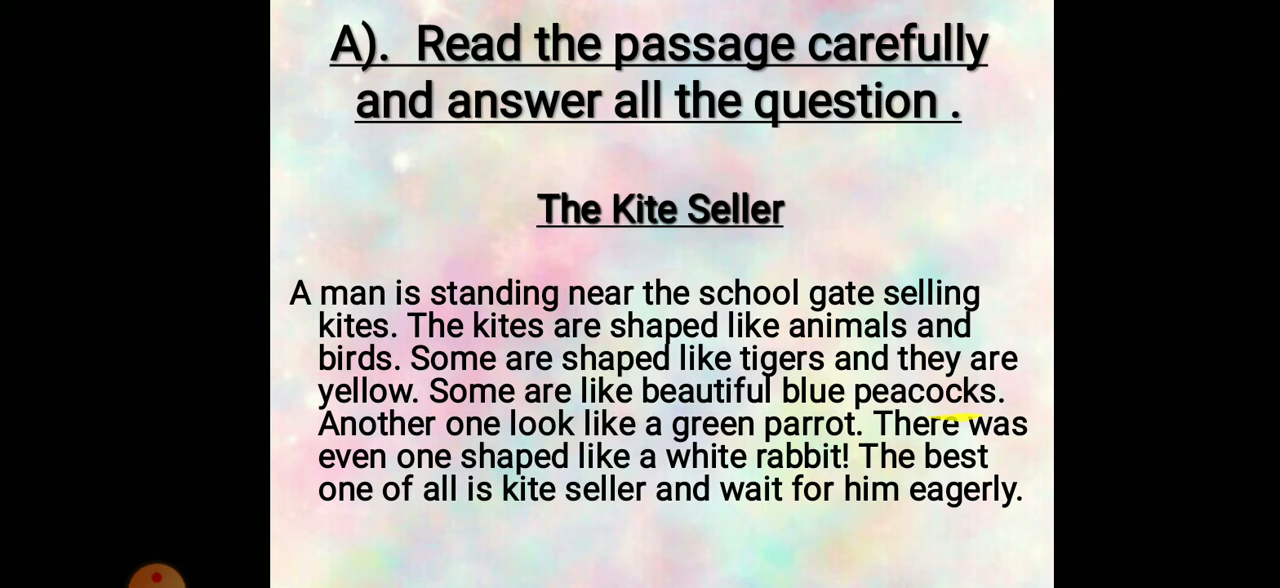 A).  Read the passage carefully
and answer all the question .
The Kite Seller
A man is standing near the school gate selling
kites. The kites are shaped like animals and
birds. Some are shaped like tigers and they are
yellow. Some are like beautiful blue peacocks.
Another one look like a green parrot. There was
even one shaped like a white rabbit! The best
one of all is kite seller and wait for him eagerly.